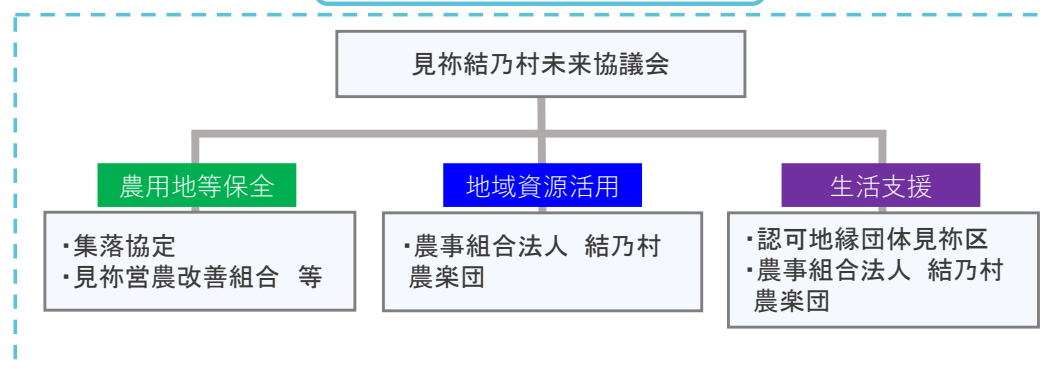 見祢結乃村未来協議会
農用地等保全
・集落協定
・見祢営農改善組合　等
地域資源活用
・農事組合法人　結乃村
農楽団
生活支援
・認可地縁団体見祢区
・農事組合法人　結乃村
農楽団